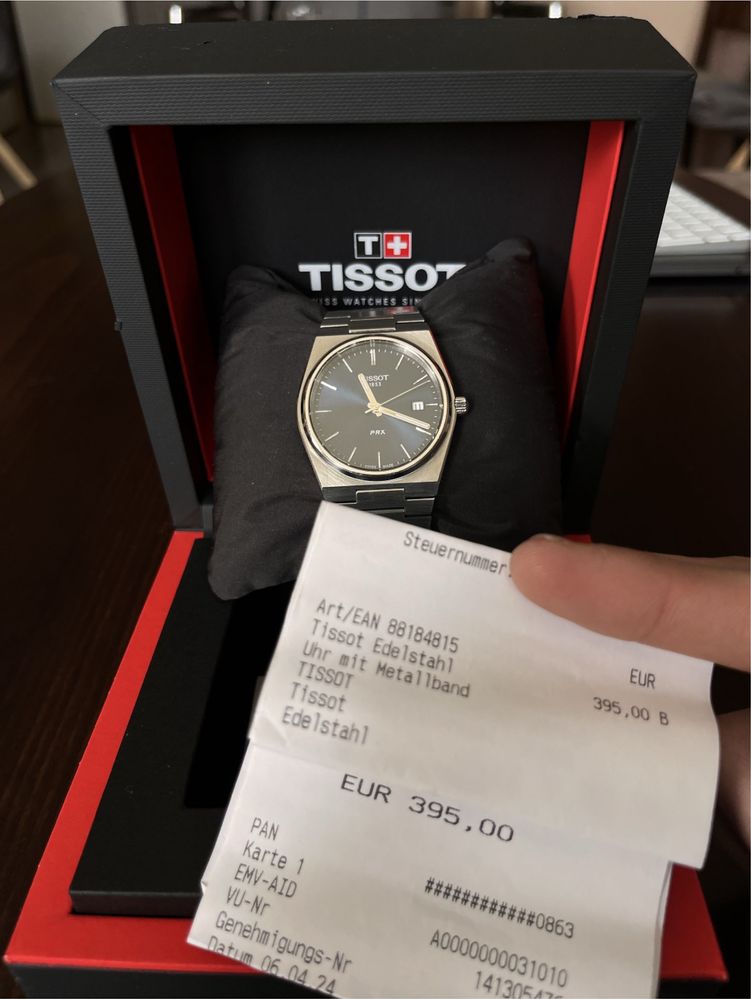 T+
TISSOT
TISSOT
1853
PRX
Steuernummer:
Art/EAN 88184815
Tissot Edelstahl
Uhr mit Metallband
TISSOT
Tissot
Edelstahl
EUR
395,00 B
EUR 395,00
PAN
Karte 1
EMV-AID
VU-Nr
Genehmigungs-Nr
Datum 06.04.24
############0863
A0000000031010